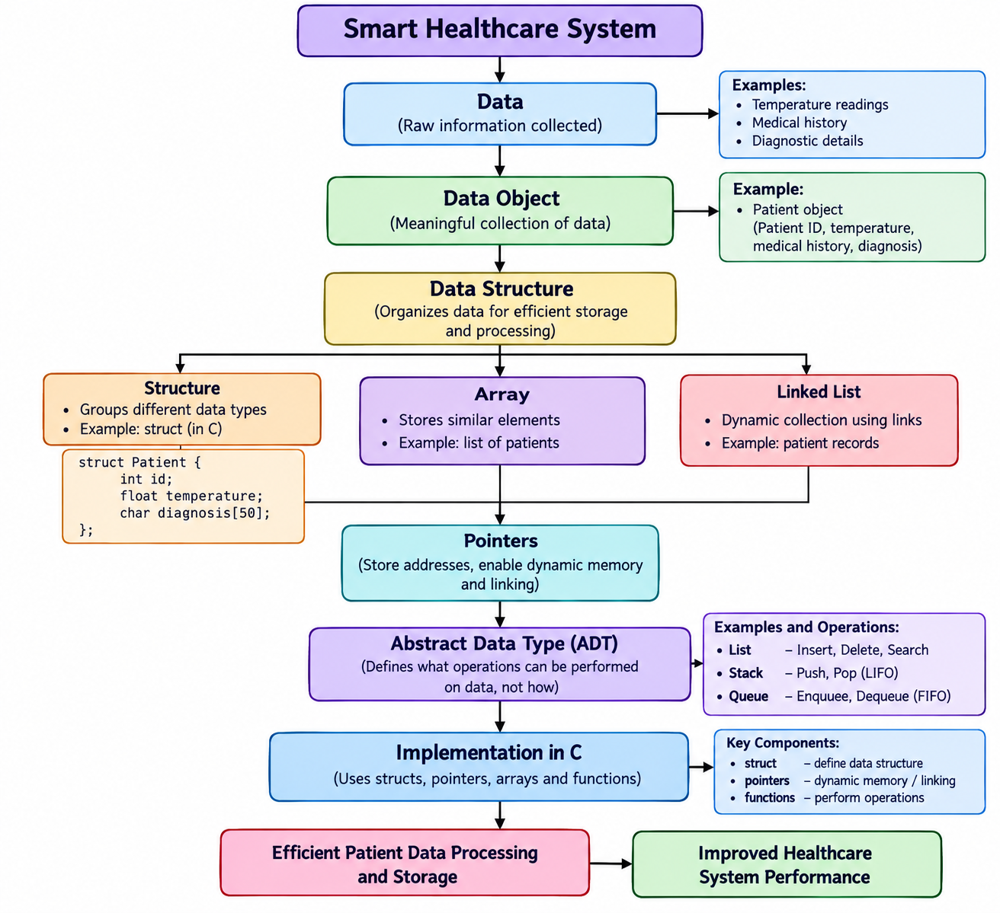 Smart Healthcare System
Data
(Raw information collected)
Examples:
• Temperature readings
• Medical history
• Diagnostic details
Data Object
(Meaningful collection of data)
Example:
• Patient object
(Patient ID, temperature,
medical history, diagnosis)
Data Structure
(Organizes data for efficient storage
and processing)
Structure
• Groups different data types
• Example: struct (in C)
struct Patient {
int id;
float temperature;
char diagnosis[50];
};
Array
• Stores similar elements
• Example: list of patients
Linked List
• Dynamic collection using links
• Example: patient records
Pointers
(Store addresses, enable dynamic memory
and linking)
Abstract Data Type (ADT)
(Defines what operations can be performed
on data, not how)
Examples and Operations:
• List – Insert, Delete, Search
• Stack – Push, Pop (LIFO)
• Queue – Enquuee, Dequeue (FIFO)
Implementation in C
(Uses structs, pointers, arrays and functions)
Key Components:
• struct – define data structure
• pointers – dynamic memory / linking
• functions – perform operations
Efficient Patient Data Processing
and Storage
Improved Healthcare
System Performance